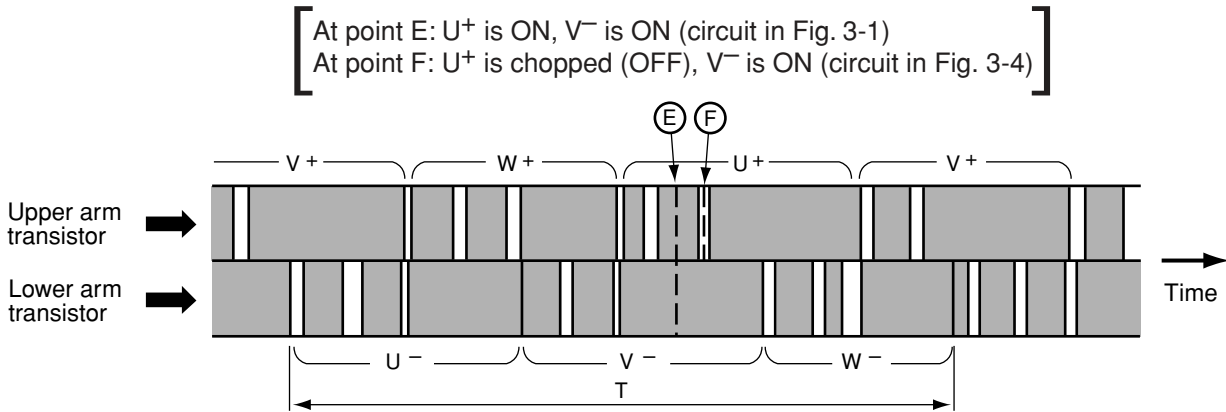 At point E: U+ is ON, V− is ON (circuit in Fig. 3-1)
At point F: U+ is chopped (OFF), V− is ON (circuit in Fig. 3-4)
E F
V+ W+ U+ V+
Upper arm
transistor
Lower arm
transistor
Time
U− V− W−
T